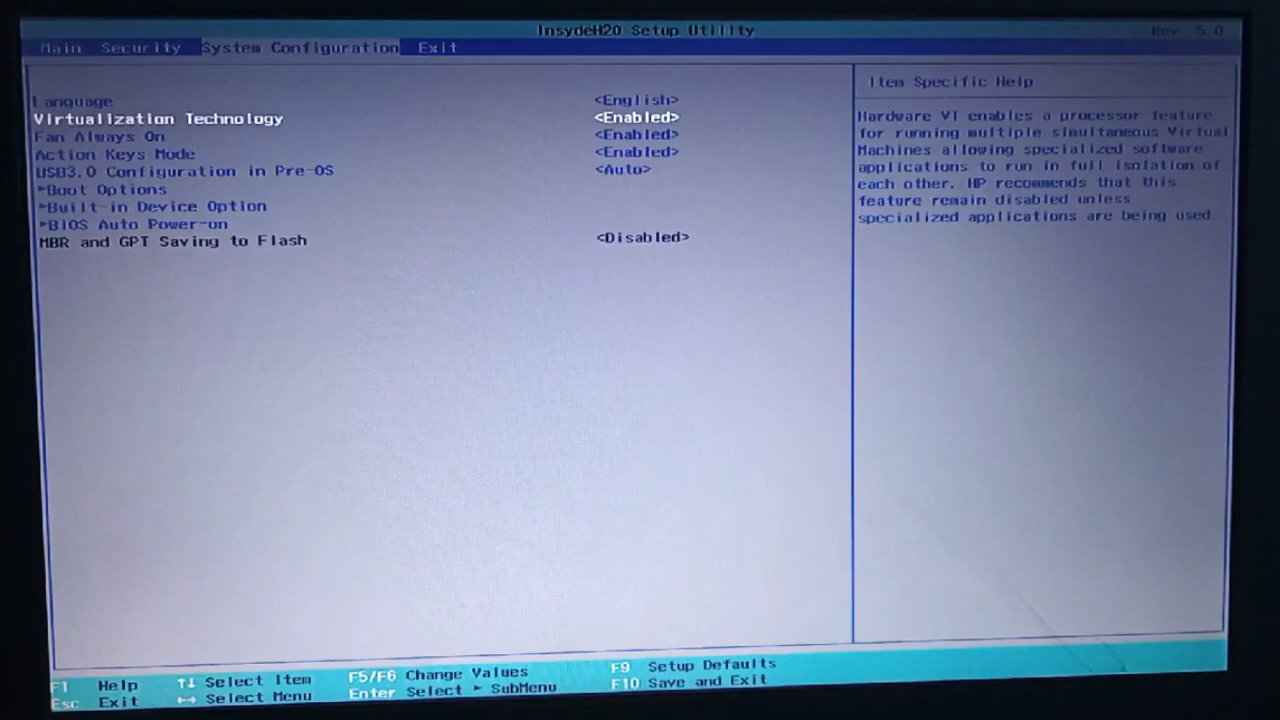 InsydeH20 Setup Utility Rev. 5.0
Main Security System Configuration Exit
Language <English>
Virtualization Technology <Enabled>
Fan Always On <Enabled>
Action Keys Mode <Enabled>
USB3.0 Configuration in Pre-OS <Auto>
►Boot Options
►Built-in Device Option
►BIOS Auto Power-on
MBR and GPT Saving to Flash <Disabled>
Item Specific Help
Hardware VT enables a processor feature
for running multiple simultaneous Virtual
Machines allowing specialized software
applications to run in full isolation of
each other. HP recommends that this
feature remain disabled unless
specialized applications are being used.
F1 Help ↑↓ Select Item F5/F6 Change Values F9 Setup Defaults
Esc Exit ↔ Select Menu Enter Select ► SubMenu F10 Save and Exit